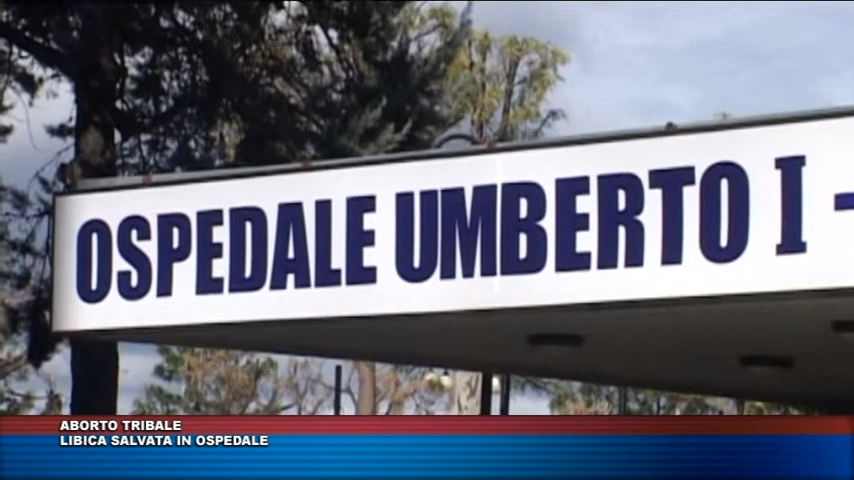 OSPEDALE UMBERTO I -
ABORTO TRIBALE
LIBICA SALVATA IN OSPEDALE